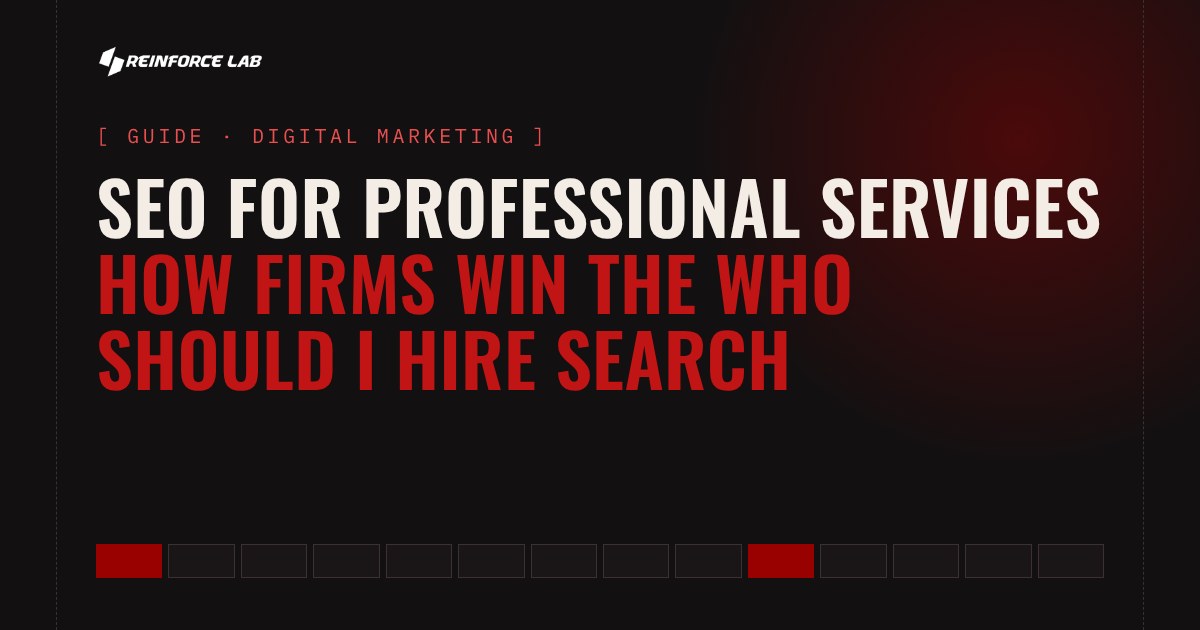 REINFORCE LAB
[ GUIDE · DIGITAL MARKETING ]
SEO FOR PROFESSIONAL SERVICES
HOW FIRMS WIN THE WHO
SHOULD I HIRE SEARCH